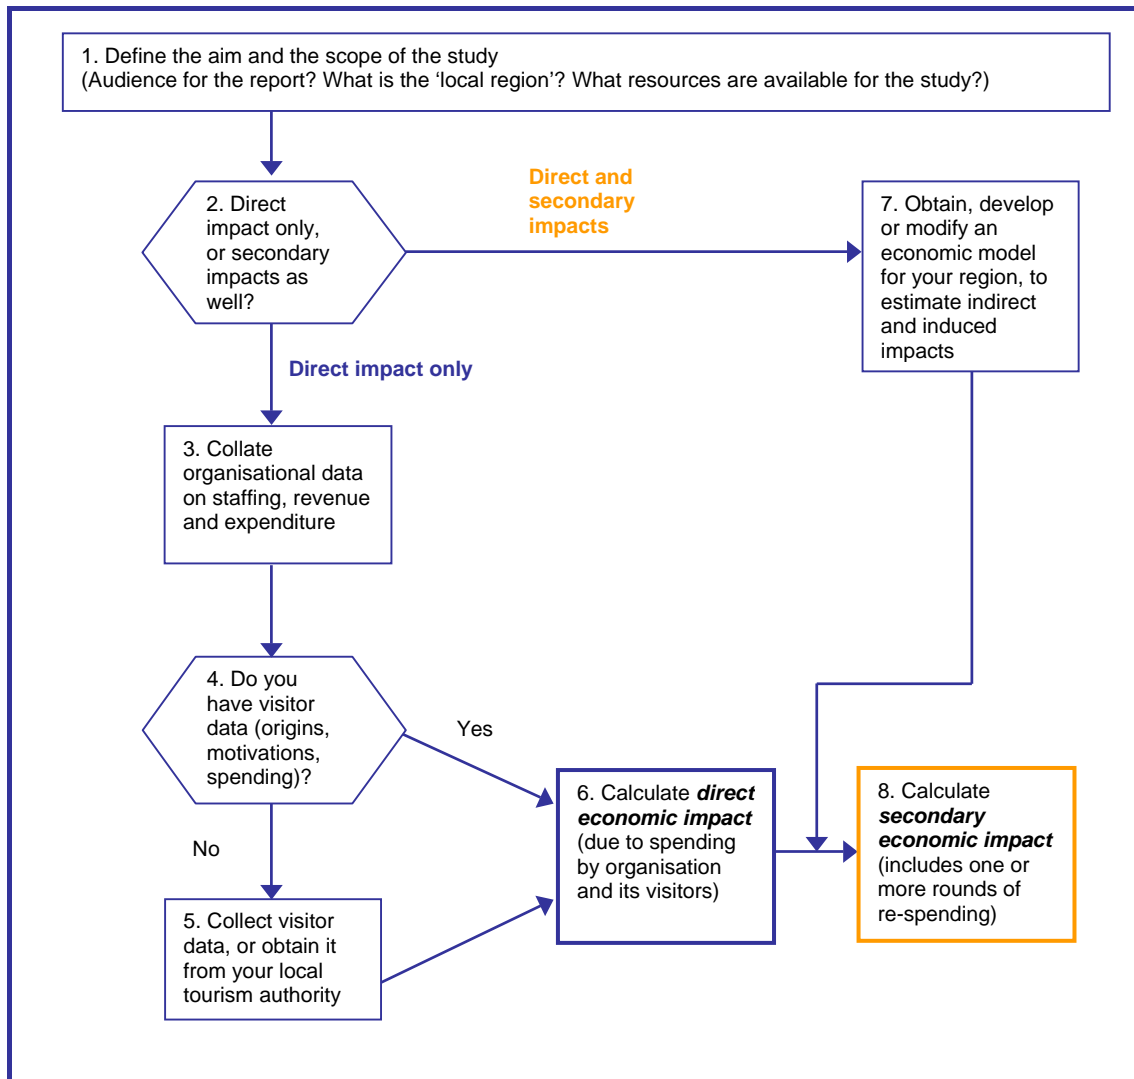 1. Define the aim and the scope of the study
(Audience for the report? What is the ‘local region’? What resources are available for the study?)
2. Direct
impact only,
or secondary
impacts as
well?
Direct and
secondary
impacts
7. Obtain, develop
or modify an
economic model
for your region, to
estimate indirect
and induced
impacts
Direct impact only
3. Collate
organisational data
on staffing, revenue
and expenditure
4. Do you
have visitor
data (origins,
motivations,
spending)?
Yes
No
5. Collect visitor
data, or obtain it
from your local
tourism authority
6. Calculate direct
economic impact
(due to spending
by organisation
and its visitors)
8. Calculate
secondary
economic impact
(includes one or
more rounds of
re-spending)